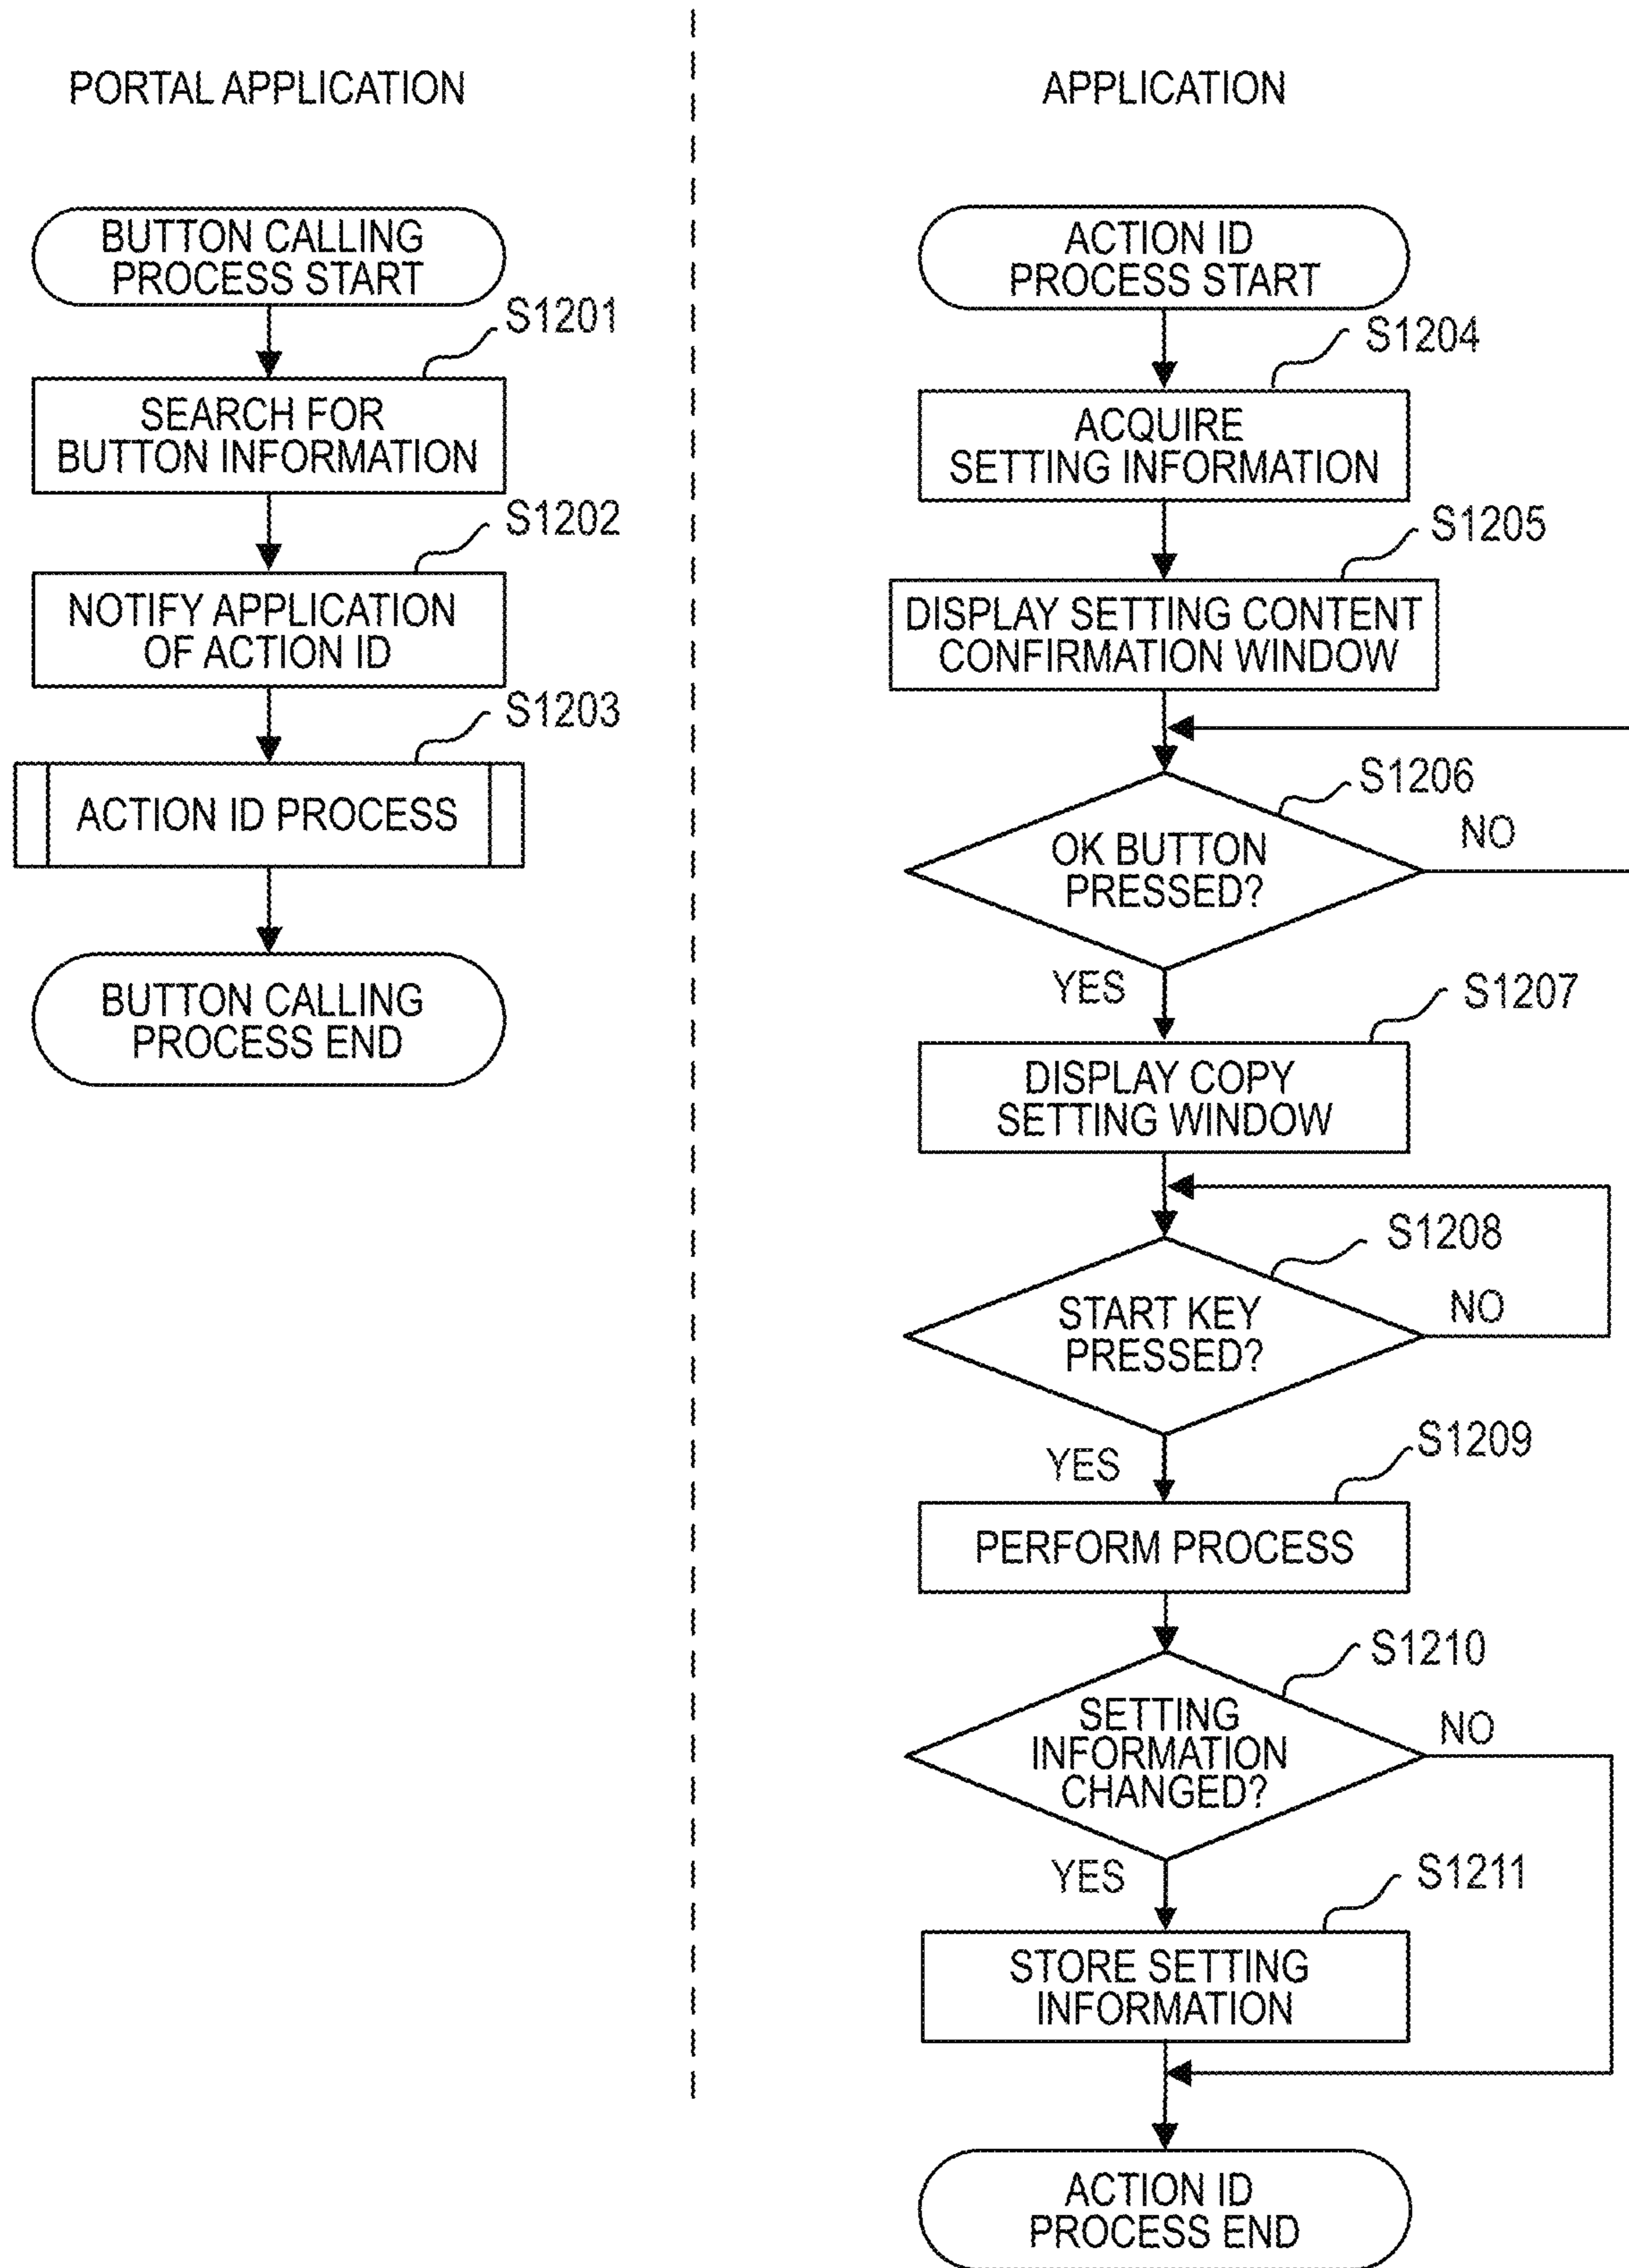 PORTAL APPLICATION
BUTTON CALLING
PROCESS START
S1201
SEARCH FOR
BUTTON INFORMATION
S1202
NOTIFY APPLICATION
OF ACTION ID
S1203
ACTION ID PROCESS
BUTTON CALLING
PROCESS END
APPLICATION
ACTION ID
PROCESS START
S1204
ACQUIRE
SETTING INFORMATION
S1205
DISPLAY SETTING CONTENT
CONFIRMATION WINDOW
S1206
OK BUTTON
PRESSED?
NO
YES
S1207
DISPLAY COPY
SETTING WINDOW
S1208
START KEY
PRESSED?
NO
YES
S1209
PERFORM PROCESS
S1210
SETTING
INFORMATION
CHANGED?
NO
YES
S1211
STORE SETTING
INFORMATION
ACTION ID
PROCESS END